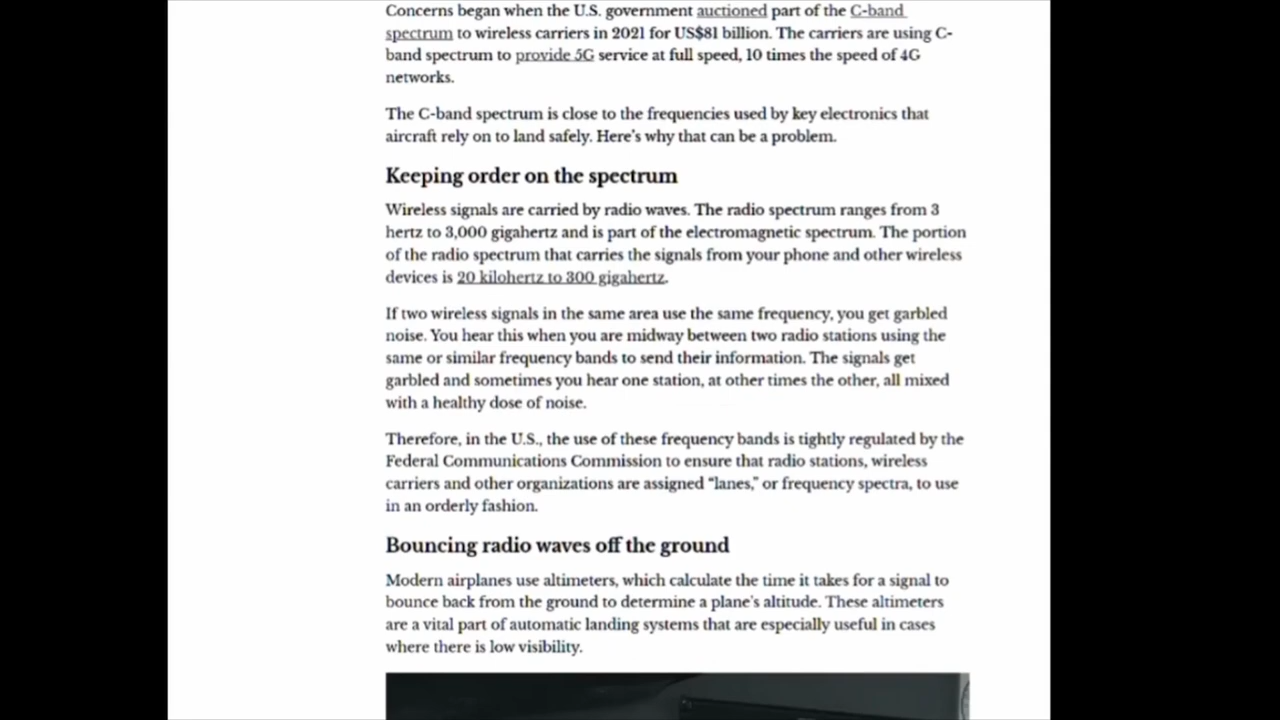 Concerns began when the U.S. government auctioned part of the C-band
spectrum to wireless carriers in 2021 for US$81 billion. The carriers are using C-
band spectrum to provide 5G service at full speed, 10 times the speed of 4G
networks.
The C-band spectrum is close to the frequencies used by key electronics that
aircraft rely on to land safely. Here's why that can be a problem.
Keeping order on the spectrum
Wireless signals are carried by radio waves. The radio spectrum ranges from 3
hertz to 3,000 gigahertz and is part of the electromagnetic spectrum. The portion
of the radio spectrum that carries the signals from your phone and other wireless
devices is 20 kilohertz to 300 gigahertz.
If two wireless signals in the same area use the same frequency, you get garbled
noise. You hear this when you are midway between two radio stations using the
same or similar frequency bands to send their information. The signals get
garbled and sometimes you hear one station, at other times the other, all mixed
with a healthy dose of noise.
Therefore, in the U.S., the use of these frequency bands is tightly regulated by the
Federal Communications Commission to ensure that radio stations, wireless
carriers and other organizations are assigned “lanes,” or frequency spectra, to use
in an orderly fashion.
Bouncing radio waves off the ground
Modern airplanes use altimeters, which calculate the time it takes for a signal to
bounce back from the ground to determine a plane's altitude. These altimeters
are a vital part of automatic landing systems that are especially useful in cases
where there is low visibility.